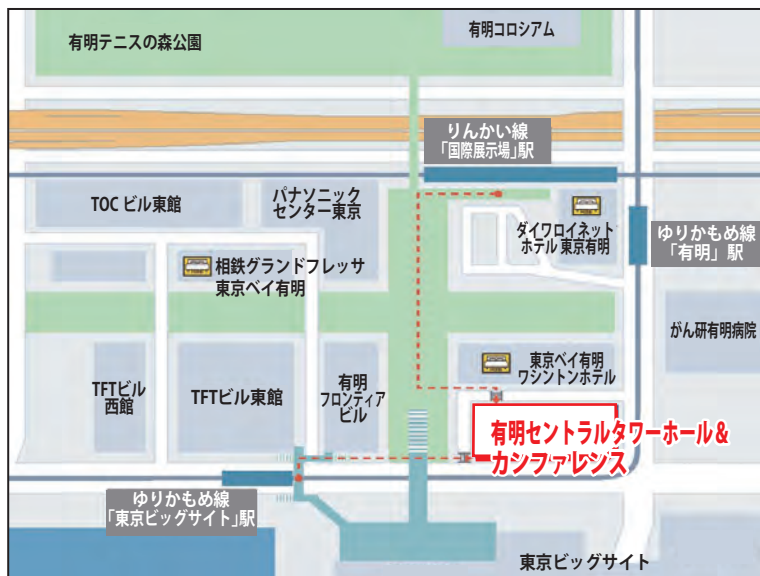 有明コロシアム
有明テニスの森公園
りんかい線
「国際展示場」駅
TOC ビル東館
パナソニック
センター東京
ダイワロイネット
ホテル 東京有明
ゆりかもめ線
「有明」駅
相鉄グランドフレッサ
東京ベイ有明
がん研有明病院
東京ベイ有明
ワシントンホテル
TFTビル
西館
TFTビル東館
有明
フロンティア
ビル
有明セントラルタワーホール&
カンファレンス
ゆりかもめ線
「東京ビッグサイト」駅
東京ビッグサイト